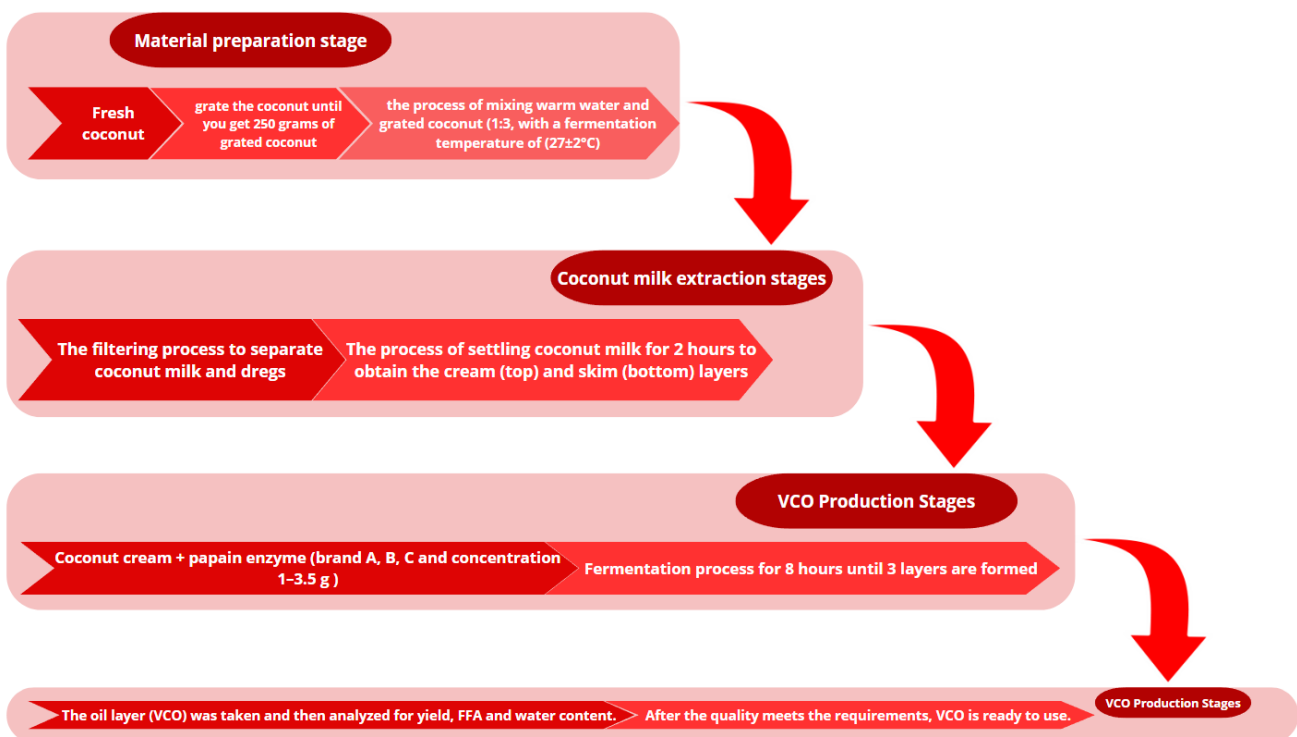 Material preparation stage
Fresh
coconut
grate the coconut until
you get 250 grams of
grated coconut
the process of mixing warm water and
grated coconut (1:3, with a fermentation
temperature of (27±2°C)
Coconut milk extraction stages
The filtering process to separate
coconut milk and dregs
The process of settling coconut milk for 2 hours to
obtain the cream (top) and skim (bottom) layers
VCO Production Stages
Coconut cream + papain enzyme (brand A, B, C and concentration
1–3.5 g )
Fermentation process for 8 hours until 3 layers are formed
VCO Production Stages
The oil layer (VCO) was taken and then analyzed for yield, FFA and water content.
After the quality meets the requirements, VCO is ready to use.